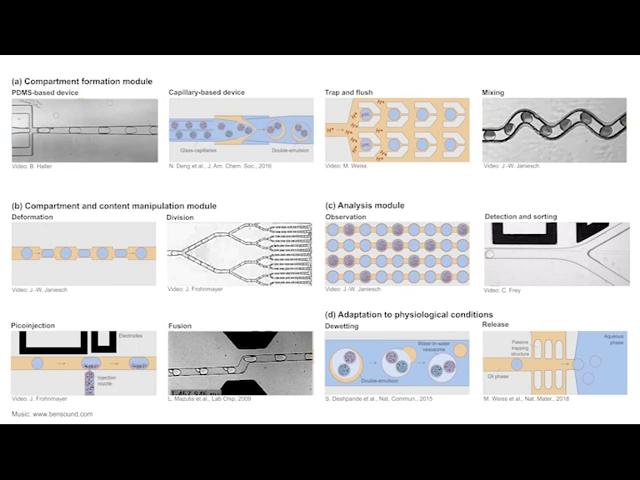 (a) Compartment formation module
PDMS-based device
Capillary-based device
Trap and flush
Mixing
Glass-capillaries
Double-emulsion
Video: B. Haller
N. Deng et al., J. Am. Chem. Soc., 2016
Video: M. Weiss
Video: J.-W. Janiesch
(b) Compartment and content manipulation module
(c) Analysis module
Deformation
Division
Observation
Detection and sorting
Video: J.-W. Janiesch
Video: J. Frohnmayer
Video: J.-W. Janiesch
Video: C. Frey
(d) Adaptation to physiological conditions
Picoinjection
Fusion
Dewetting
Release
Electrodes
Injection
nozzle
Water-in-water
vesosome
Double-emulsion
Passive
trapping
structure
Oil phase
Aqueous
phase
Video: J. Frohnmayer
L. Mazutis et al., Lab Chip. 2009
S. Deshpande et al., Nat. Commun., 2015
M. Weiss et al., Nat. Mater., 2018
Music: www.bensound.com